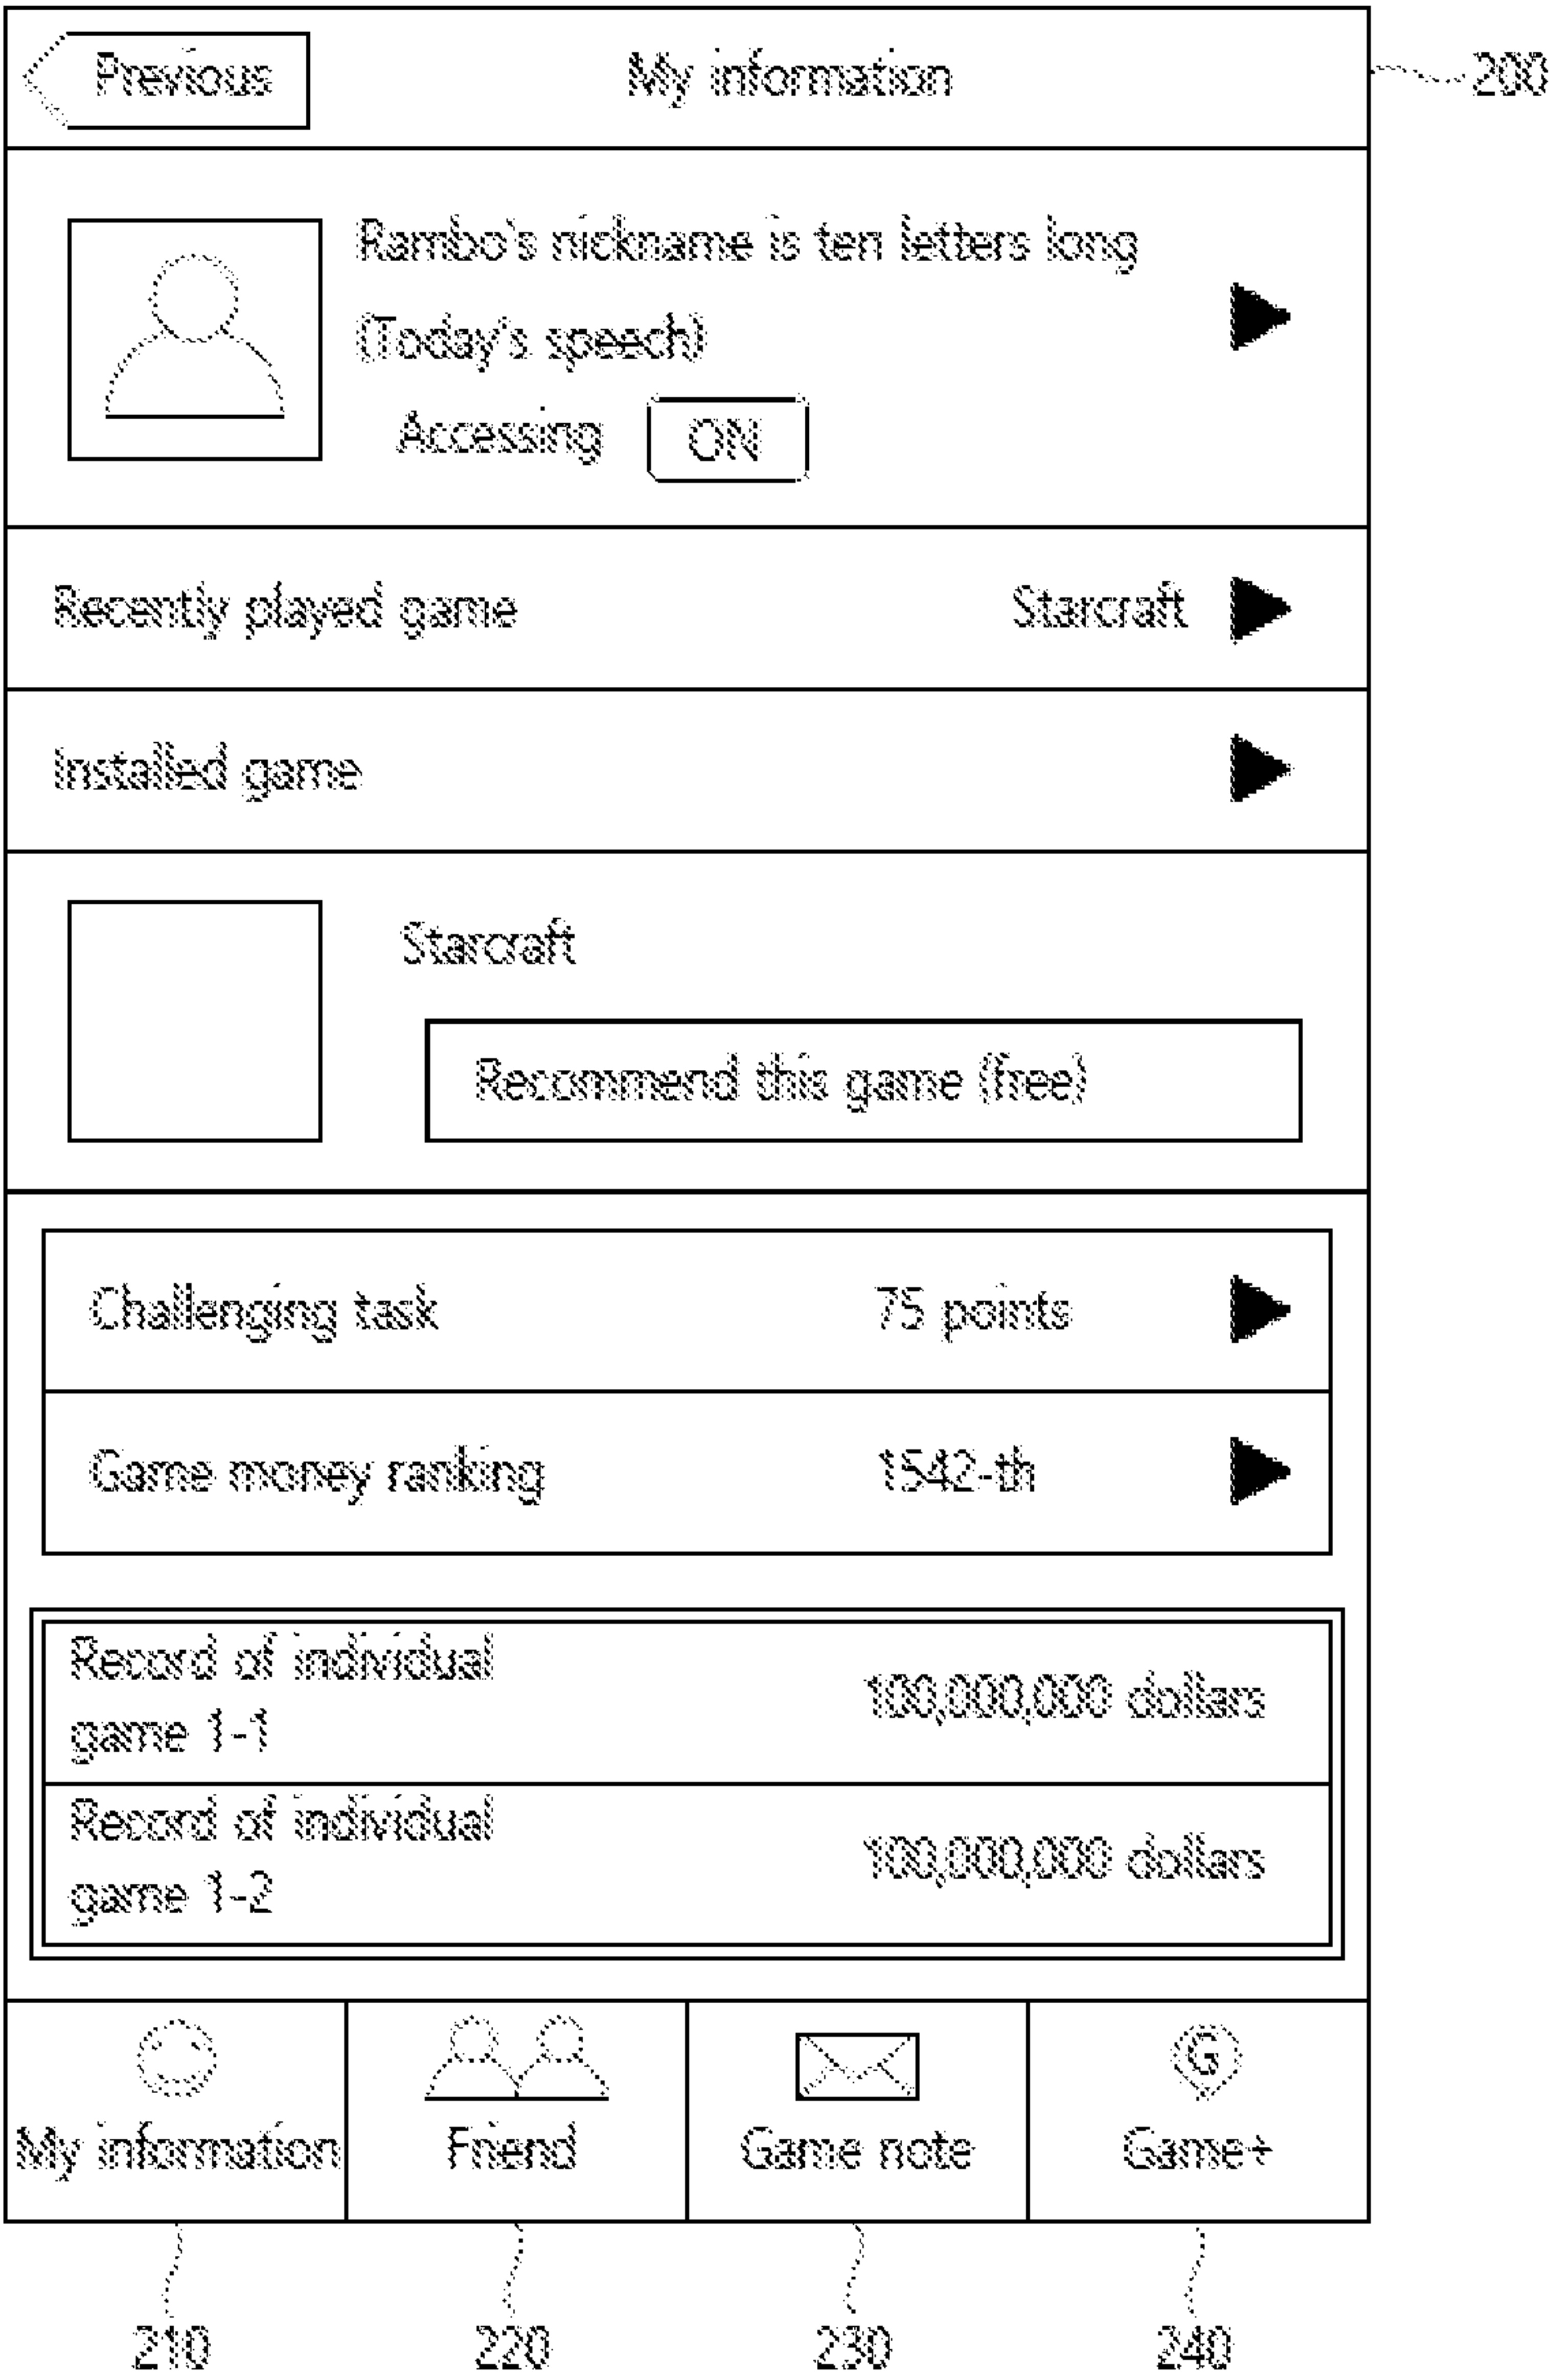 Previous
My information
200
Rambo's nickname is ten letters long
(Today's speech)
Accessing ON
Recently played game Starcraft
Installed game
Starcraft
Recommend this game (free)
Challenging task 75 points
Game money ranking 1542-th
Record of individual
game 1-1
100,000,000 dollars
Record of individual
game 1-2
100,000,000 dollars
G
My information Friend Game note Game+
210 220 230 240